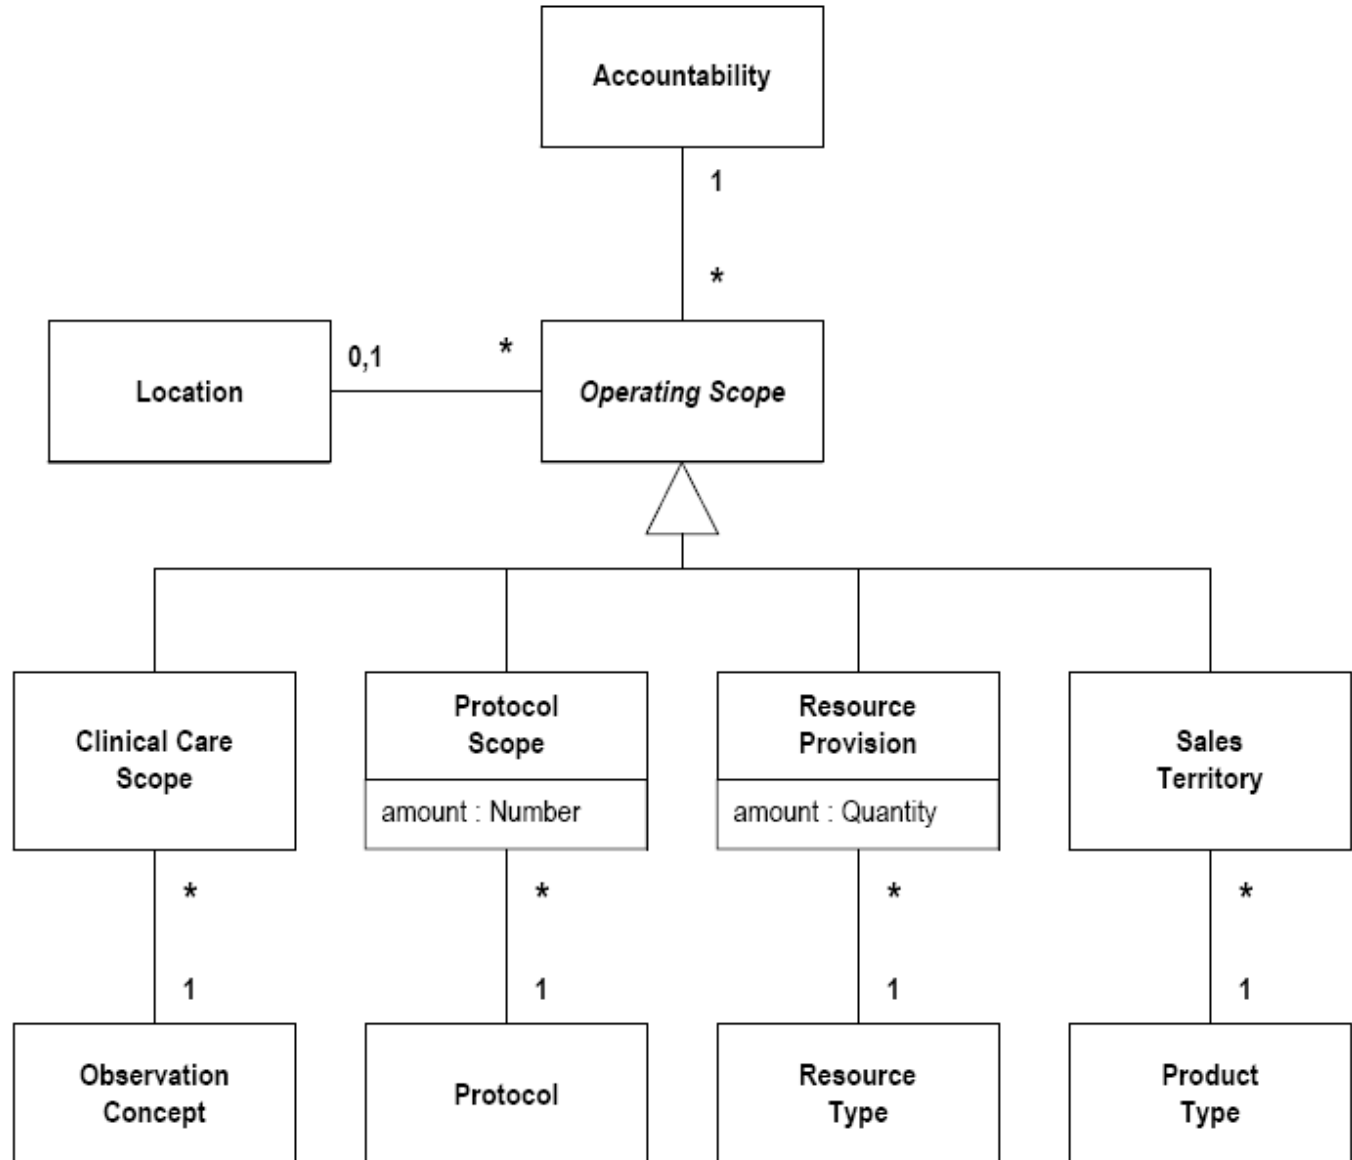 Accountability
1
*
Location
0,1
*
Operating Scope
Clinical Care
Scope
Protocol
Scope
amount : Number
Resource
Provision
amount : Quantity
Sales
Territory
*
*
*
*
1
1
1
1
Observation
Concept
Protocol
Resource
Type
Product
Type